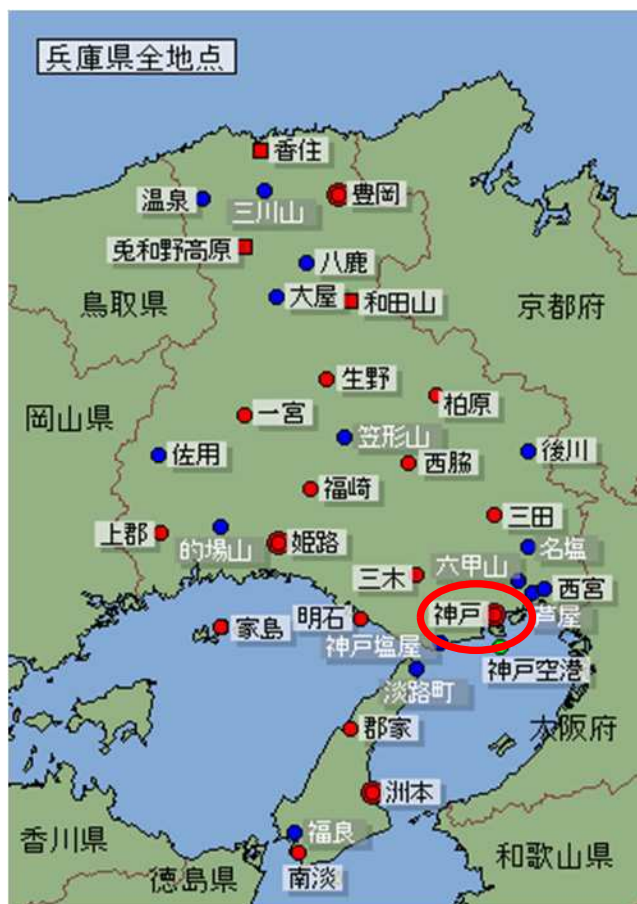 兵庫県全地点
香住
温泉
三川山
豊岡
兎和野高原
八鹿
鳥取県
大屋
和田山
京都府
生野
柏原
岡山県
一宮
笠形山
佐用
西脇
後川
福崎
三田
上郡
的場山
姫路
名塩
三木
六甲山
西宮
家島
明石
神戸
芦屋
神戸塩屋
神戸空港
淡路町
郡家
大阪府
洲本
香川県
福良
徳島県
南淡
和歌山県